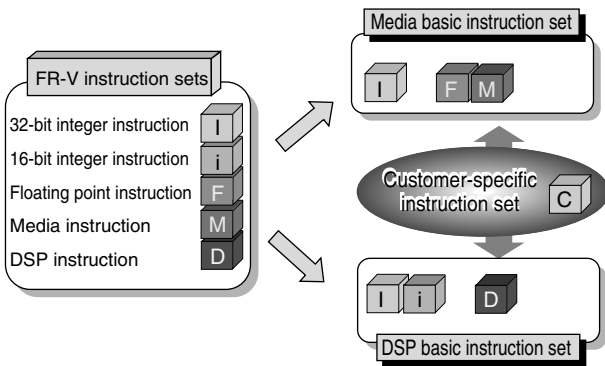 FR-V instruction sets
32-bit integer instruction I
16-bit integer instruction i
Floating point instruction F
Media instruction M
DSP instruction D
Media basic instruction set
I F M
Customer-specific
instruction set C
I i D
DSP basic instruction set